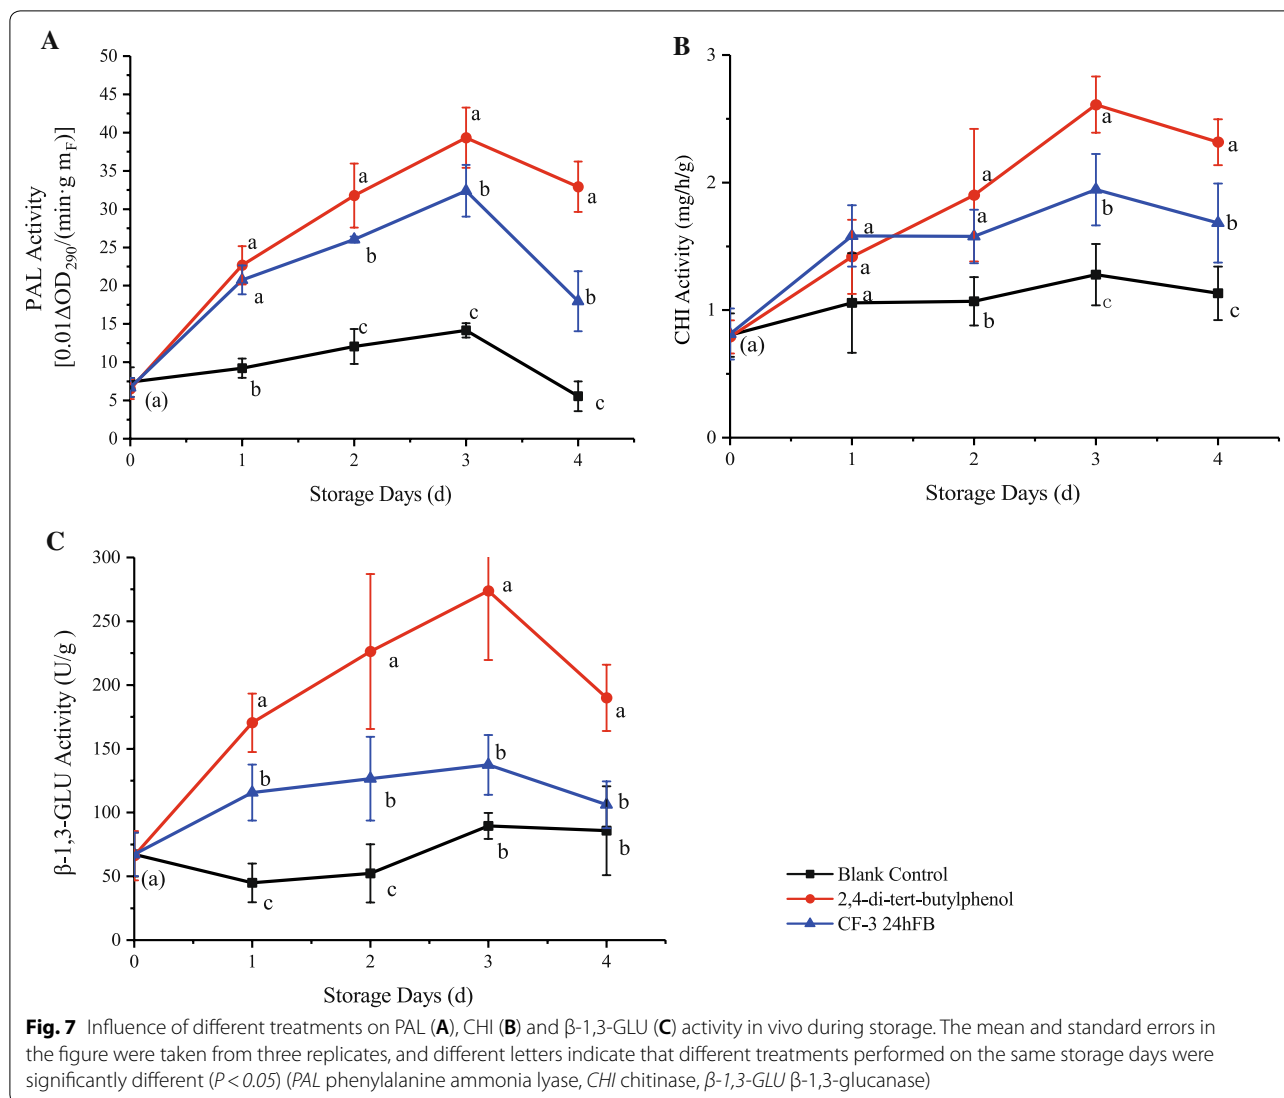 A
50
45
40
35
30
25
20
15
10
5
0
PAL Activity
[0.01ΔOD290/(min·g mF)]
a
a
a
a
a
b
b
b
c
c
b
c
(a)
0 1 2 3 4
Storage Days (d)
B
3
2
1
0
CHI Activity (mg/h/g)
a
a
a
a
a
a
a
b
b
b
c
c
(a)
0 1 2 3 4
Storage Days (d)
C
300
250
200
150
100
50
0
β-1,3-GLU Activity (U/g )
a
a
a
a
b
b
b
b
b
b
c
c
(a)
0 1 2 3 4
Storage Days (d)
Blank Control
2,4-di-tert-butylphenol
CF-3 24hFB
Fig. 7 Influence of different treatments on PAL (A), CHI (B) and β-1,3-GLU (C) activity in vivo during storage. The mean and standard errors in
the figure were taken from three replicates, and different letters indicate that different treatments performed on the same storage days were
significantly different (P < 0.05) (PAL phenylalanine ammonia lyase, CHI chitinase, β-1,3-GLU β-1,3-glucanase)